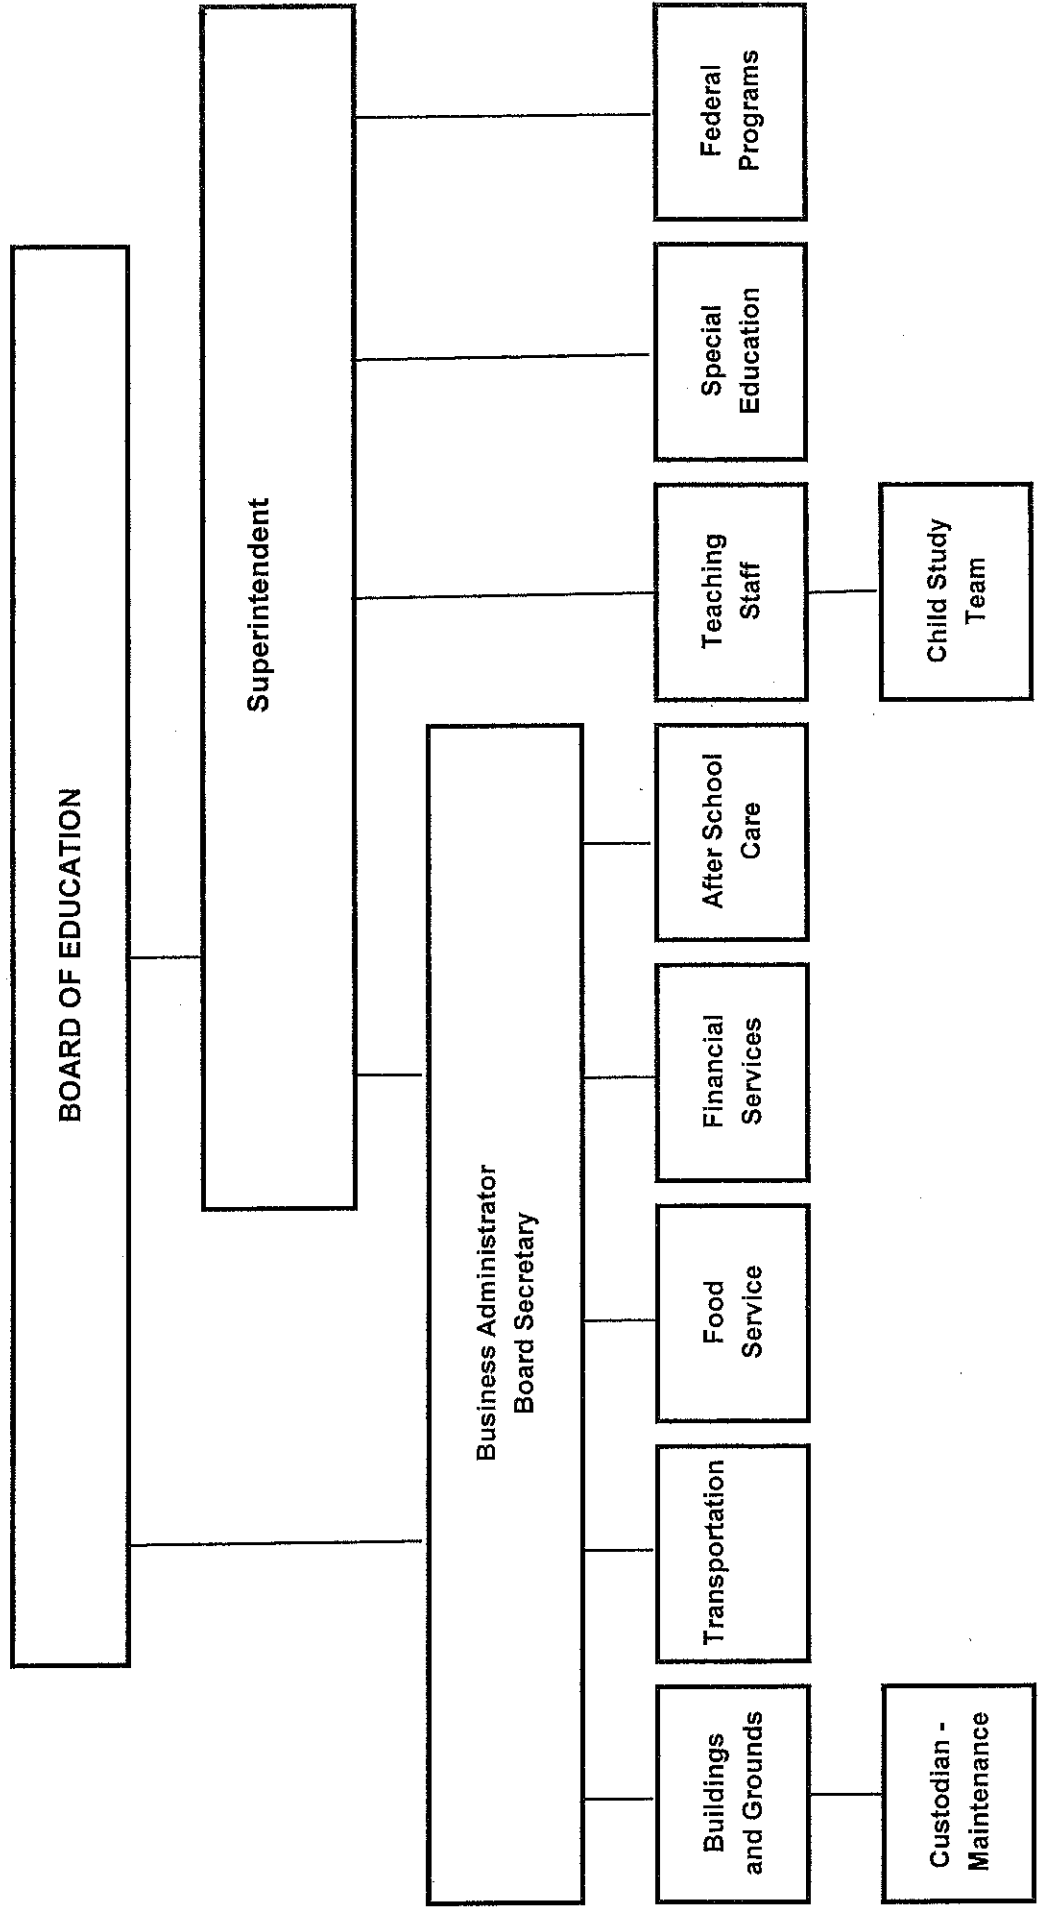 BOARD OF EDUCATION
Superintendent
Business Administrator
Board Secretary
Buildings
and Grounds
Transportation
Food
Service
Financial
Services
After School
Care
Teaching
Staff
Special
Education
Federal
Programs
Custodian -
Maintenance
Child Study
Team